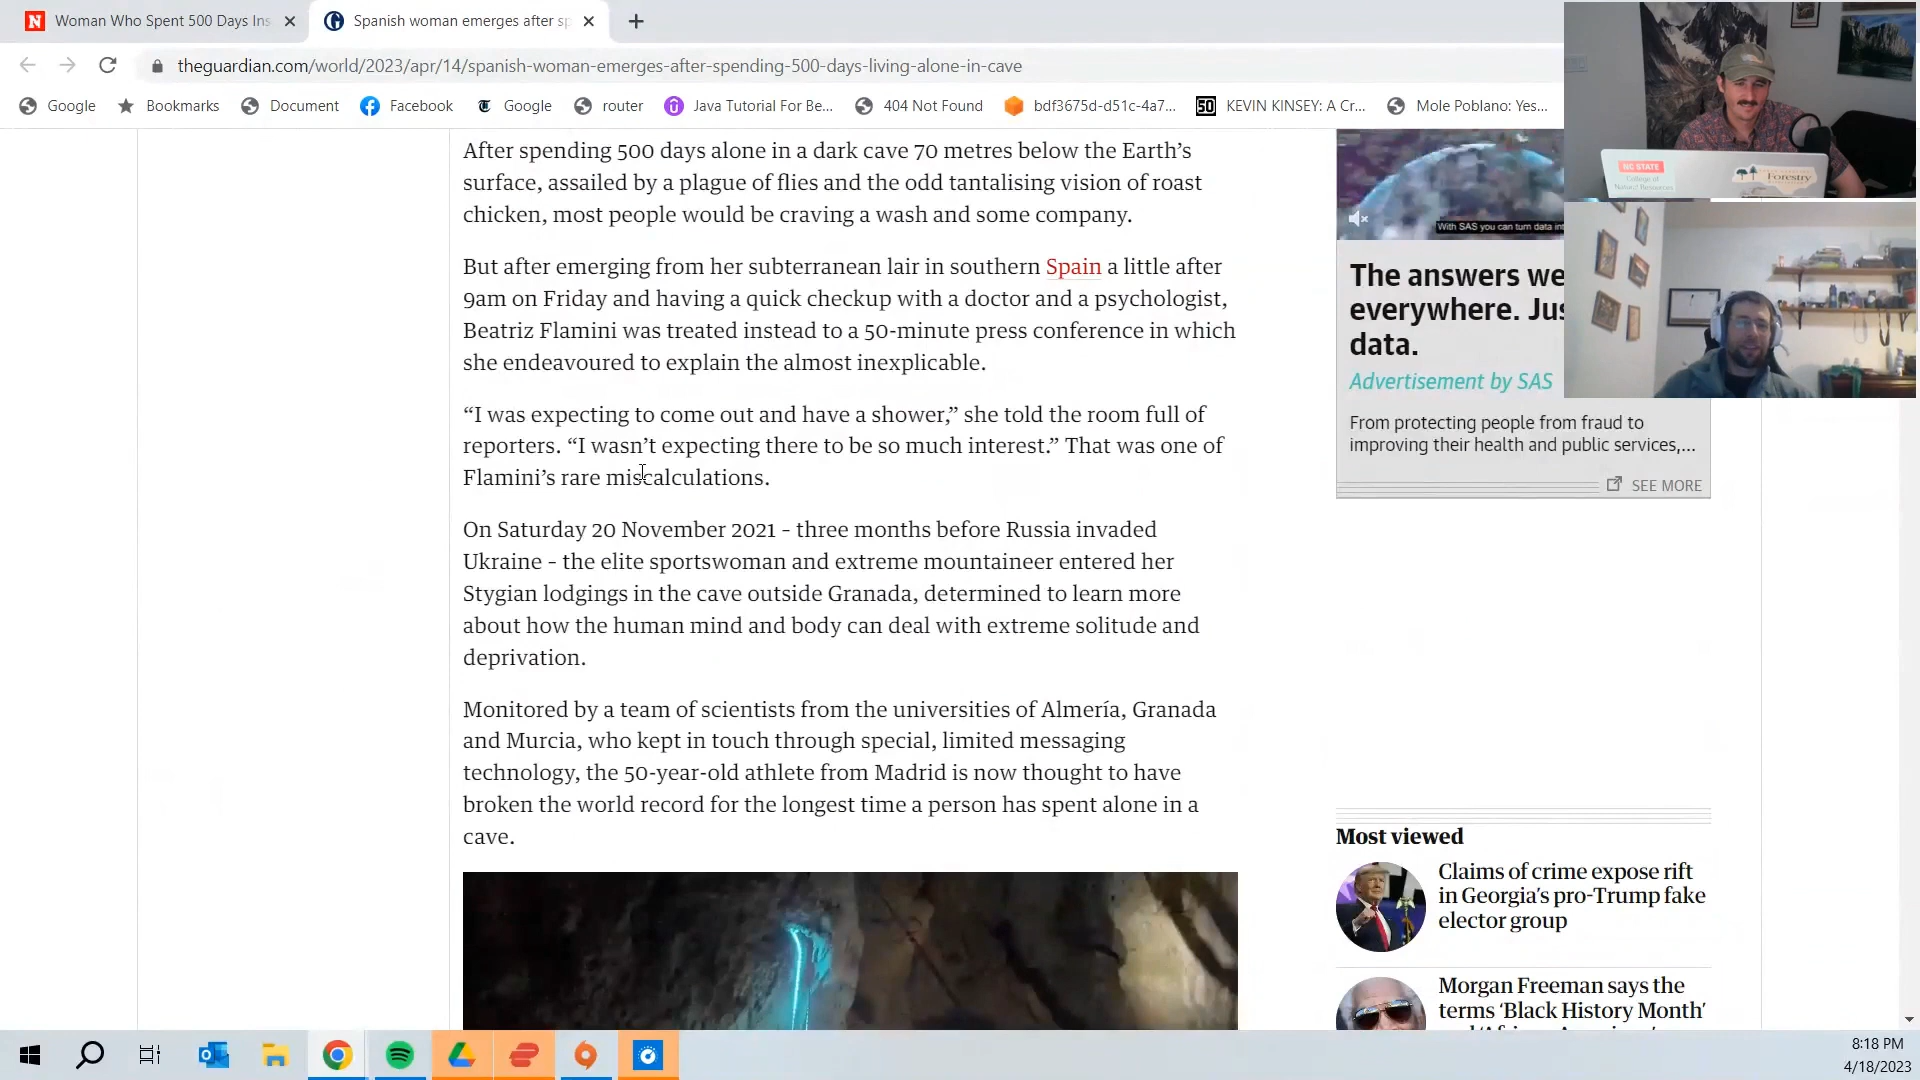 Woman Who Spent 500 Days Ins
Spanish woman emerges after sp
theguardian.com/world/2023/apr/14/spanish-woman-emerges-after-spending-500-days-living-alone-in-cave
Google Bookmarks Document Facebook Google router Java Tutorial For Be... 404 Not Found bdf3675d-d51c-4a7... 50 KEVIN KINSEY: A Cr... Mole Poblano: Yes...
After spending 500 days alone in a dark cave 70 metres below the Earth’s
surface, assailed by a plague of flies and the odd tantalising vision of roast
chicken, most people would be craving a wash and some company.
But after emerging from her subterranean lair in southern Spain a little after
9am on Friday and having a quick checkup with a doctor and a psychologist,
Beatriz Flamini was treated instead to a 50-minute press conference in which
she endeavoured to explain the almost inexplicable.
“I was expecting to come out and have a shower,” she told the room full of
reporters. “I wasn’t expecting there to be so much interest.” That was one of
Flamini’s rare miscalculations.
On Saturday 20 November 2021 – three months before Russia invaded
Ukraine – the elite sportswoman and extreme mountaineer entered her
Stygian lodgings in the cave outside Granada, determined to learn more
about how the human mind and body can deal with extreme solitude and
deprivation.
Monitored by a team of scientists from the universities of Almería, Granada
and Murcia, who kept in touch through special, limited messaging
technology, the 50-year-old athlete from Madrid is now thought to have
broken the world record for the longest time a person has spent alone in a
cave.
NC STATE
College of
Natural Resources
Forestry
With SAS you can turn data int
The answers we
everywhere. Jus
data.
Advertisement by SAS
From protecting people from fraud to
improving their health and public services,...
SEE MORE
Most viewed
Claims of crime expose rift
in Georgia’s pro-Trump fake
elector group
Morgan Freeman says the
terms ‘Black History Month’
8:18 PM
4/18/2023